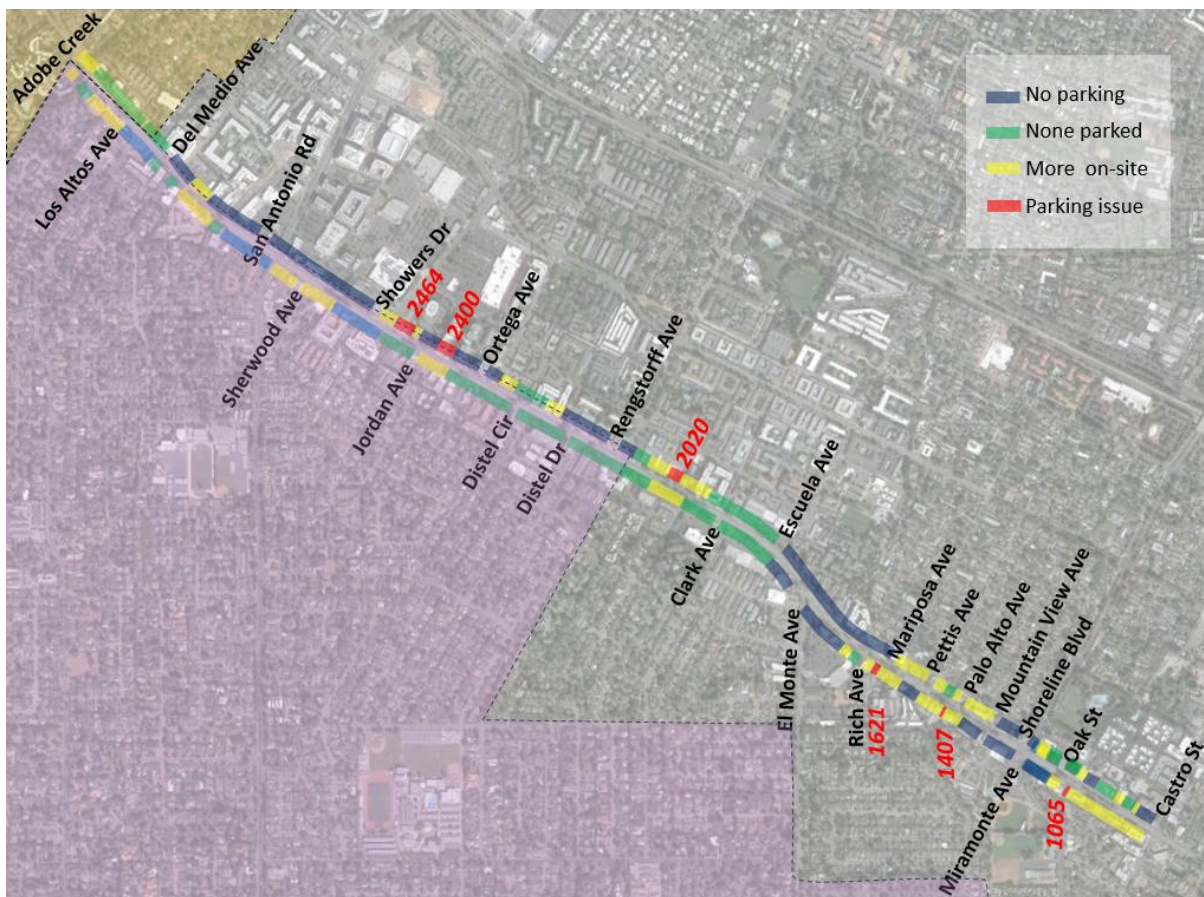 Adobe Creek
Del Medio Ave
Los Altos Ave
San Antonio Rd
Sherwood Ave
Showers Dr
2464
2400
Jordan Ave
Ortega Ave
Distel Cir
Distel Dr
Rengstorff Ave
2020
Clark Ave
Escuela Ave
El Monte Ave
Rich Ave
1621
Mariposa Ave
Pettis Ave
1407
Palo Alto Ave
Mountain View Ave
Shoreline Blvd
Miramonte Ave
Oak St
1065
Castro St
No parking
None parked
More on-site
Parking issue